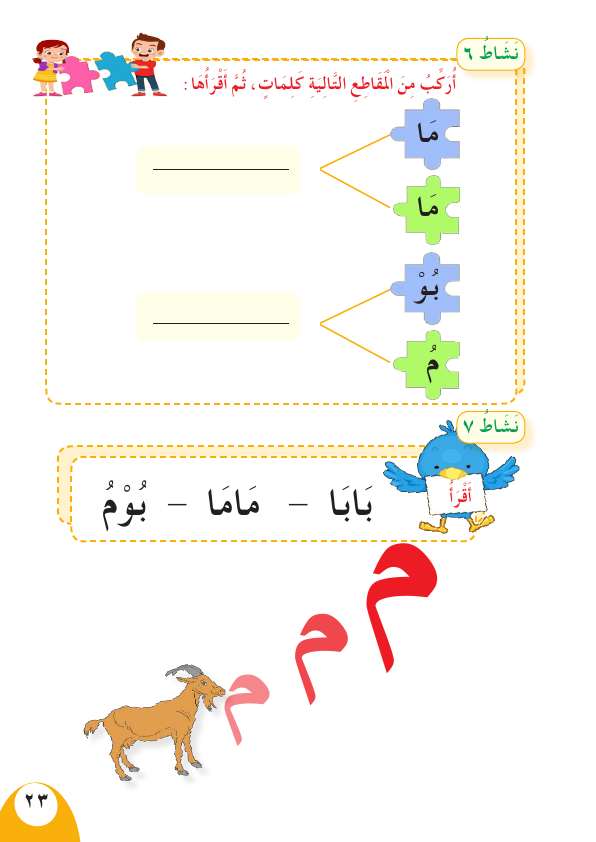 نَشَاطُ ٦
أُرَكِّبُ مِنَ الْمَقَاطِعِ التَّالِيَةِ كَلِمَاتٍ، ثُمَّ أَقْرَأُهَا:
مَا
مَا
بُوْ
مُ
نَشَاطُ ٧
أَقْرَأُ
بَابَا – مَامَا – بُوْمُ
م
م
م
٢٣